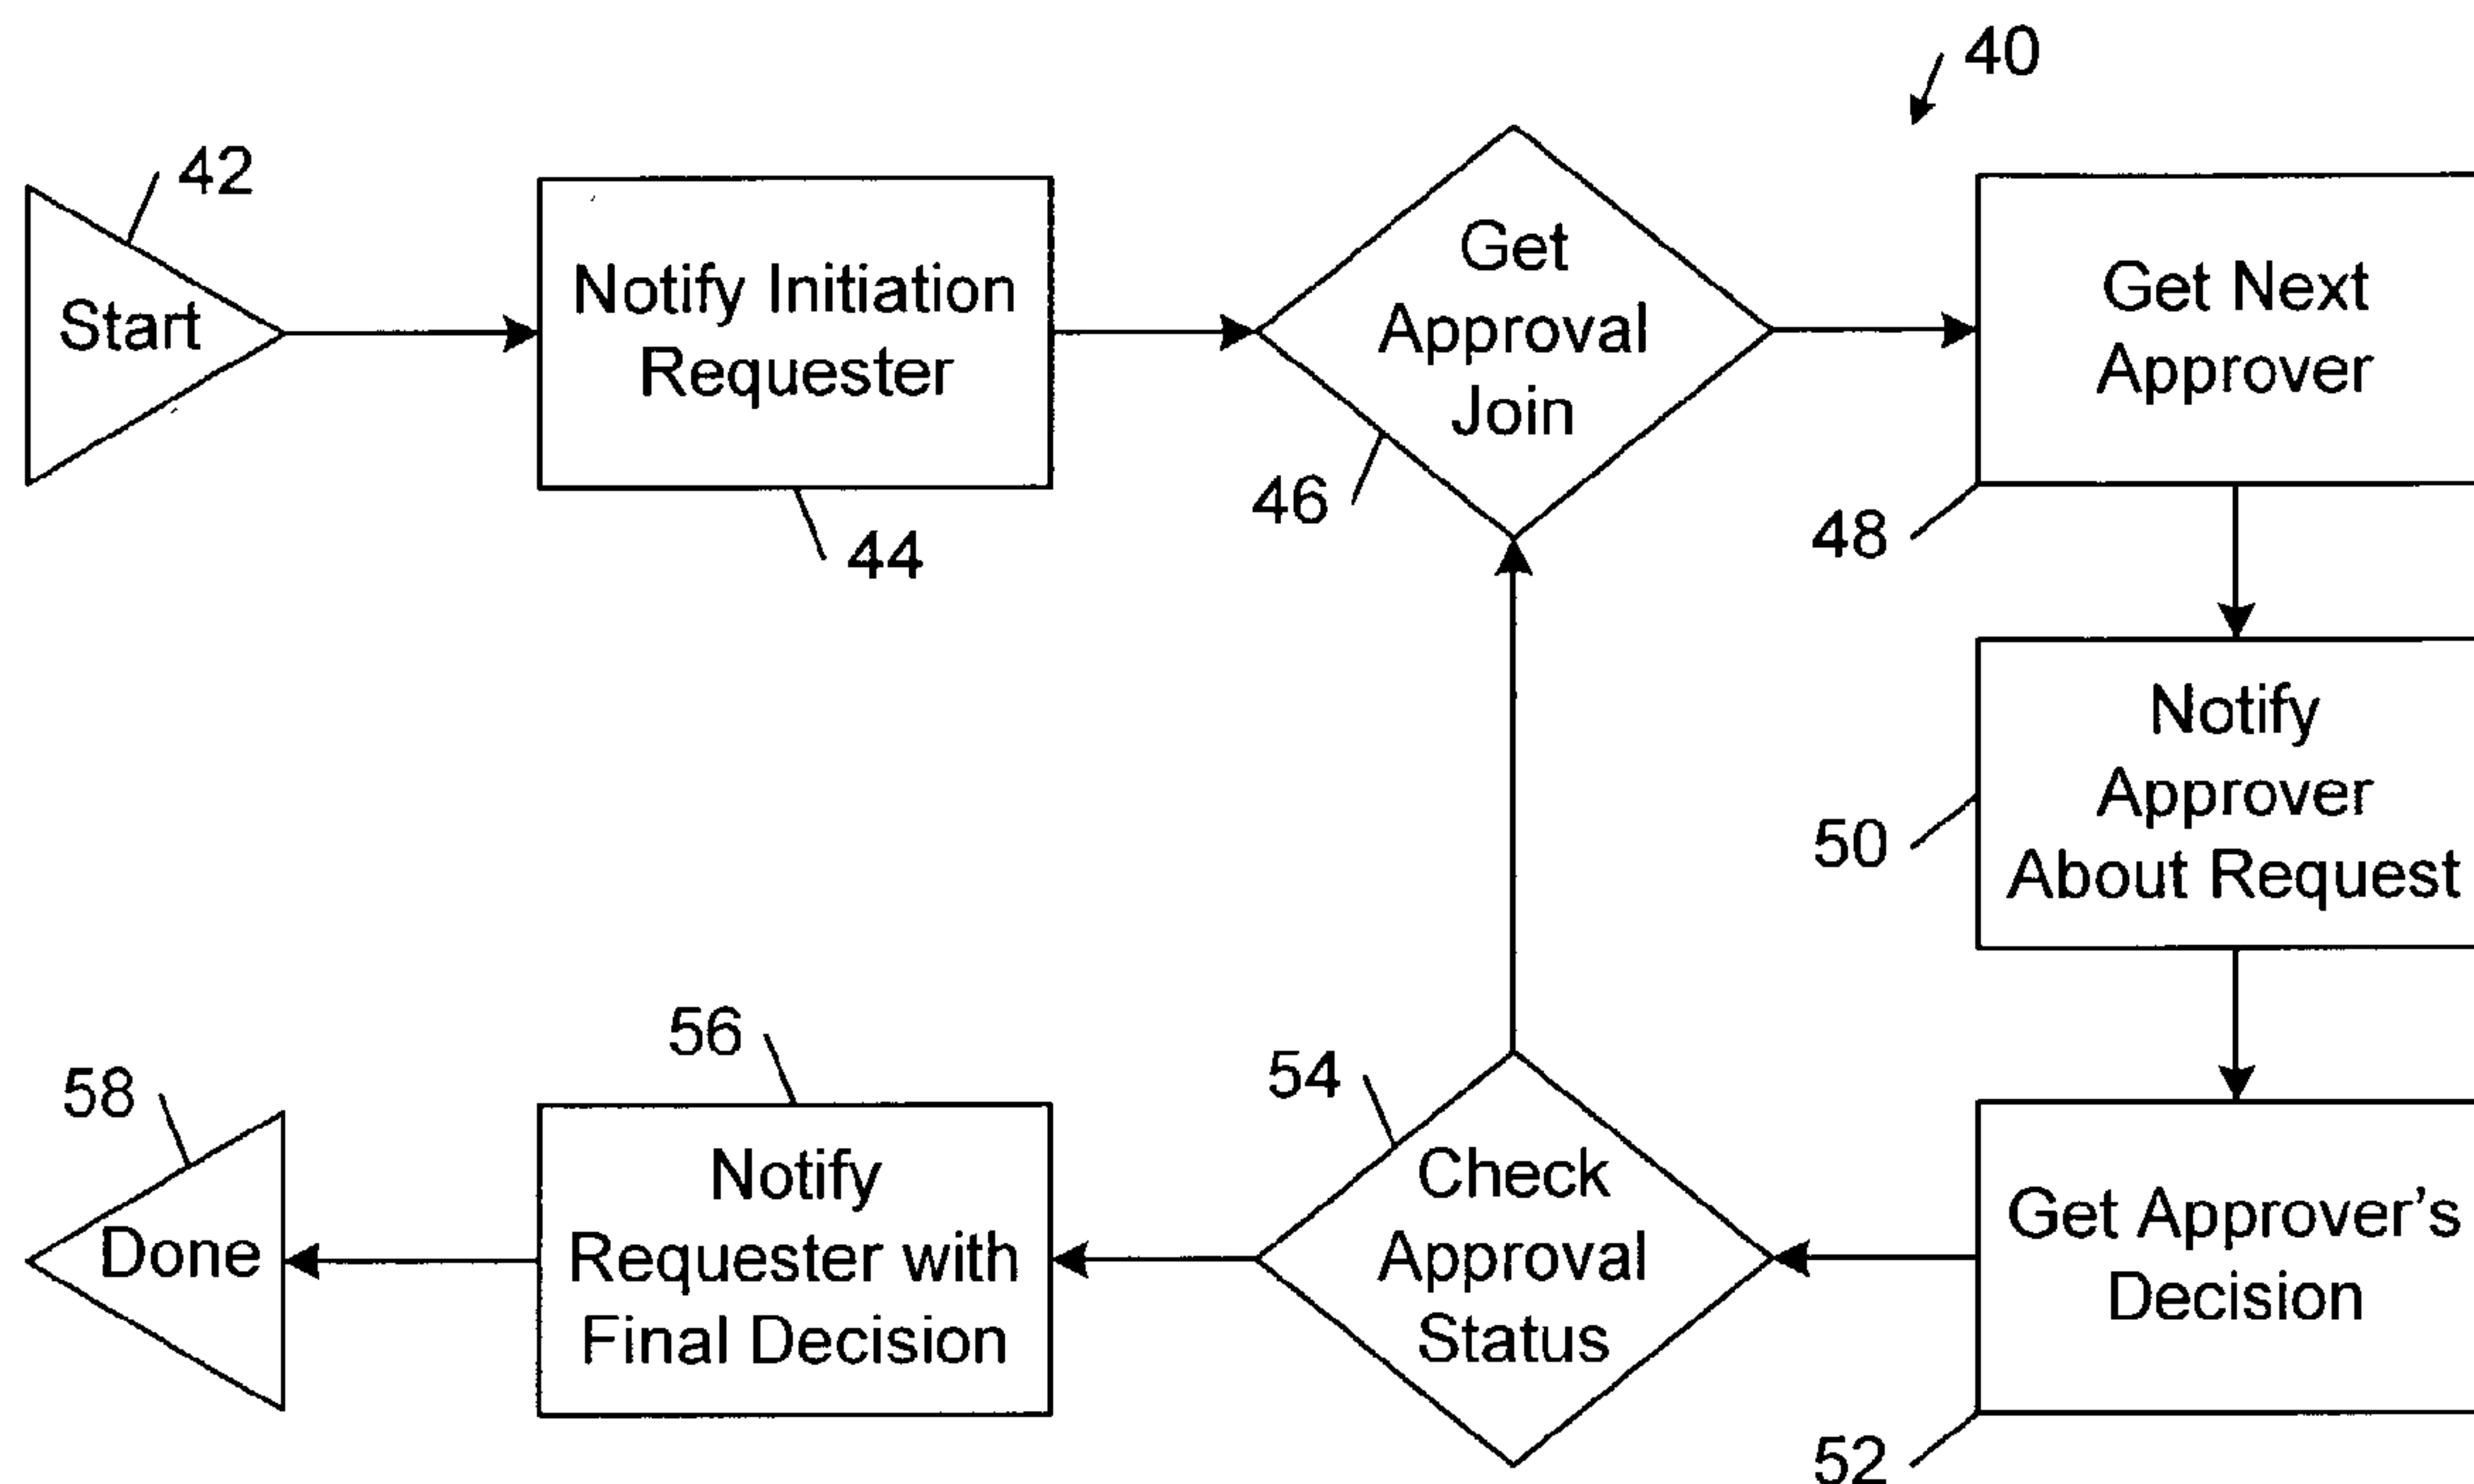 40
42
Start
Notify Initiation
Requester
44
Get
Approval
Join
46
Get Next
Approver
48
Notify
Approver
About Request
50
Get Approver's
Decision
52
Check
Approval
Status
54
56
Notify
Requester with
Final Decision
58
Done